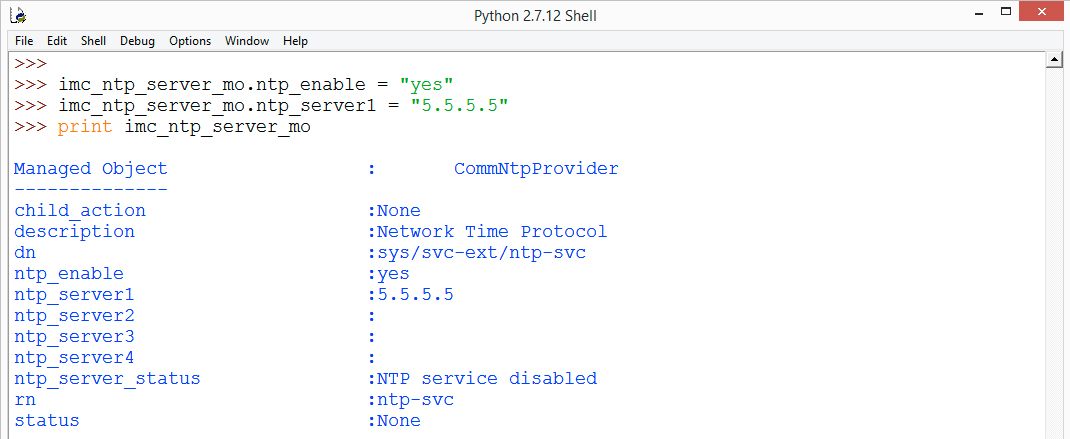 Python 2.7.12 Shell
File Edit Shell Debug Options Window Help
>>>
>>> imc_ntp_server_mo.ntp_enable = "yes"
>>> imc_ntp_server_mo.ntp_server1 = "5.5.5.5"
>>> print imc_ntp_server_mo
Managed Object : CommNtpProvider
--------------
child_action :None
description :Network Time Protocol
dn :sys/svc-ext/ntp-svc
ntp_enable :yes
ntp_server1 :5.5.5.5
ntp_server2 :
ntp_server3 :
ntp_server4 :
ntp_server_status :NTP service disabled
rn :ntp-svc
status :None